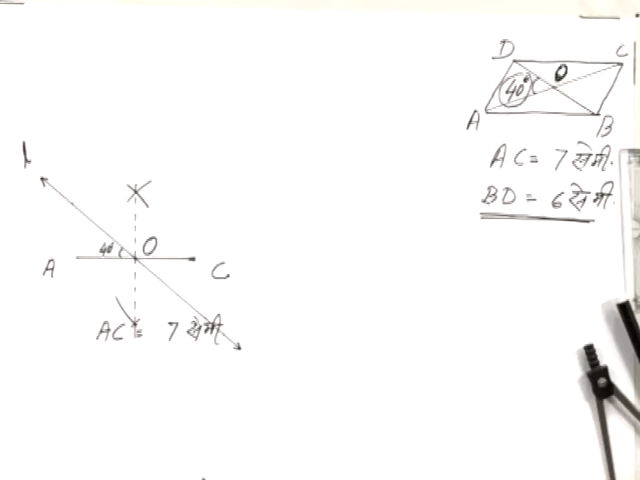 D C
O
40°
A B
AC = 7 सेमी.
BD = 6 सेमी.
40° O
A C
AC = 7 सेमी